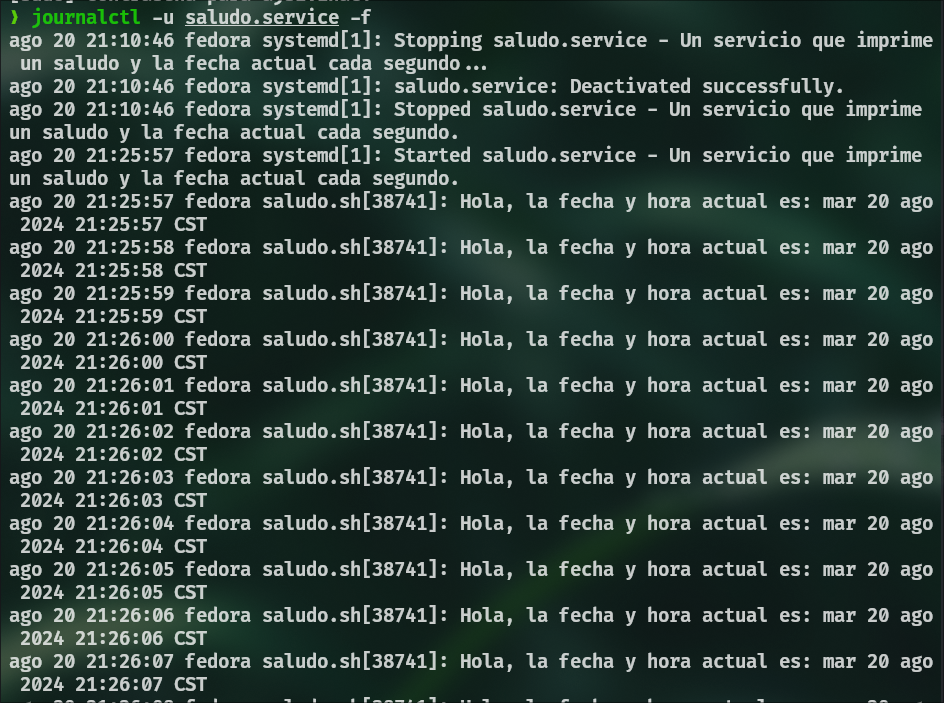 ❯ journalctl -u saludo.service -f
ago 20 21:10:46 fedora systemd[1]: Stopping saludo.service - Un servicio que imprime
un saludo y la fecha actual cada segundo...
ago 20 21:10:46 fedora systemd[1]: saludo.service: Deactivated successfully.
ago 20 21:10:46 fedora systemd[1]: Stopped saludo.service - Un servicio que imprime
un saludo y la fecha actual cada segundo.
ago 20 21:25:57 fedora systemd[1]: Started saludo.service - Un servicio que imprime
un saludo y la fecha actual cada segundo.
ago 20 21:25:57 fedora saludo.sh[38741]: Hola, la fecha y hora actual es: mar 20 ago
2024 21:25:57 CST
ago 20 21:25:58 fedora saludo.sh[38741]: Hola, la fecha y hora actual es: mar 20 ago
2024 21:25:58 CST
ago 20 21:25:59 fedora saludo.sh[38741]: Hola, la fecha y hora actual es: mar 20 ago
2024 21:25:59 CST
ago 20 21:26:00 fedora saludo.sh[38741]: Hola, la fecha y hora actual es: mar 20 ago
2024 21:26:00 CST
ago 20 21:26:01 fedora saludo.sh[38741]: Hola, la fecha y hora actual es: mar 20 ago
2024 21:26:01 CST
ago 20 21:26:02 fedora saludo.sh[38741]: Hola, la fecha y hora actual es: mar 20 ago
2024 21:26:02 CST
ago 20 21:26:03 fedora saludo.sh[38741]: Hola, la fecha y hora actual es: mar 20 ago
2024 21:26:03 CST
ago 20 21:26:04 fedora saludo.sh[38741]: Hola, la fecha y hora actual es: mar 20 ago
2024 21:26:04 CST
ago 20 21:26:05 fedora saludo.sh[38741]: Hola, la fecha y hora actual es: mar 20 ago
2024 21:26:05 CST
ago 20 21:26:06 fedora saludo.sh[38741]: Hola, la fecha y hora actual es: mar 20 ago
2024 21:26:06 CST
ago 20 21:26:07 fedora saludo.sh[38741]: Hola, la fecha y hora actual es: mar 20 ago
2024 21:26:07 CST